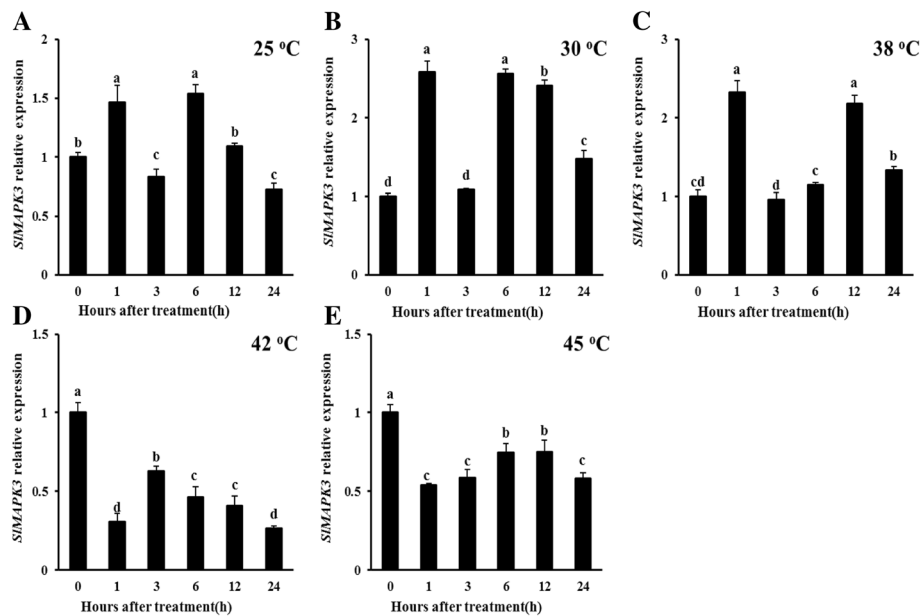 A
25 °C
SlMAPK3 relative expression
2
1.5
1
0.5
0
b
a
c
a
b
c
0 1 3 6 12 24
Hours after treatment(h)
B
30 °C
SlMAPK3 relative expression
3
2
1
0
d
a
d
a
b
c
0 1 3 6 12 24
Hours after treatment(h)
C
38 °C
SlMAPK3 relative expression
3
2
1
0
cd
a
d
c
a
b
0 1 3 6 12 24
Hours after treatment(h)
D
42 °C
SlMAPK3 relative expression
1.5
1
0.5
0
a
d
b
c
c
d
0 1 3 6 12 24
Hours after treatment(h)
E
45 °C
SlMAPK3 relative expression
1.5
1
0.5
0
a
c
c
b
b
c
0 1 3 6 12 24
Hours after treatment(h)